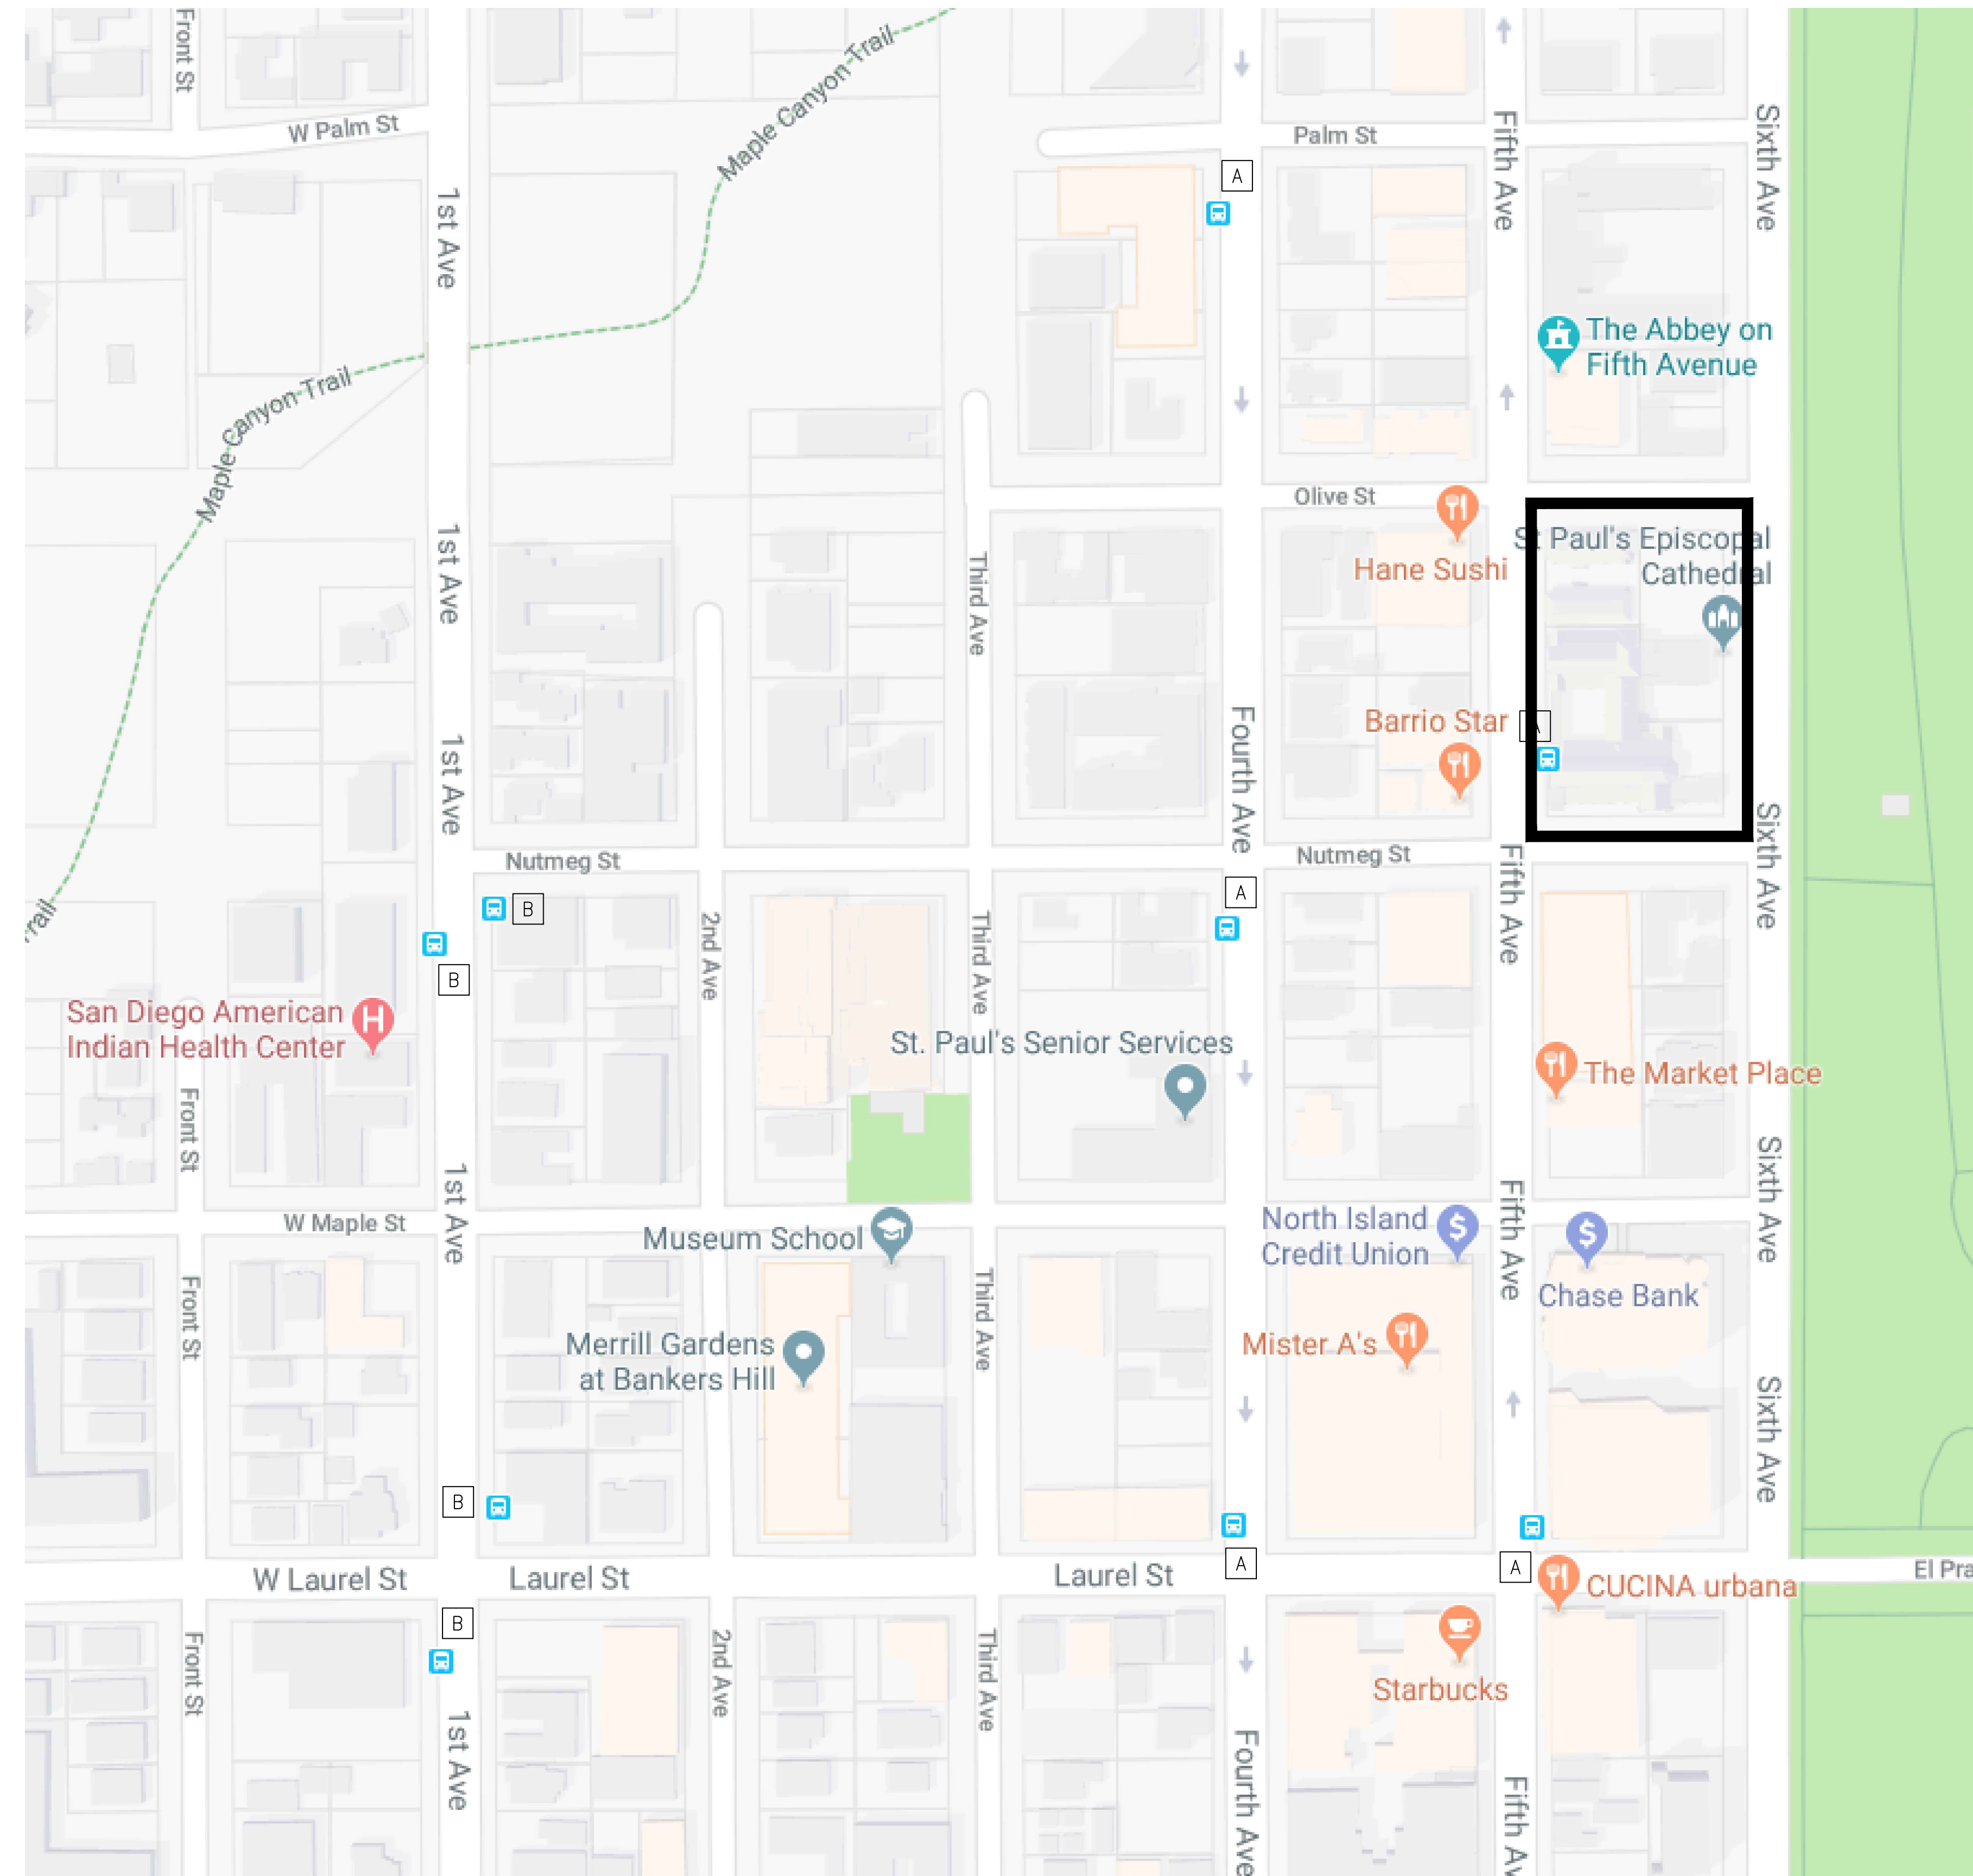 Front St
W Palm St
Maple Canyon Trail
Palm St
Fifth Ave
Sixth Ave
A
1st Ave
The Abbey on
Fifth Avenue
Maple Canyon Trail
Olive St
Hane Sushi
St Paul's Episcopal
Cathedral
1st Ave
Third Ave
Barrio Star
A
1st Ave
Fourth Ave
Nutmeg St
Nutmeg St
Fifth Ave
Sixth Ave
Trail
B
A
B
2nd Ave
Third Ave
San Diego American
Indian Health Center
H
St. Paul's Senior Services
The Market Place
Front St
1st Ave
W Maple St
Museum School
North Island
Credit Union
$
Fifth Ave
$
Chase Bank
Sixth Ave
Front St
Third Ave
Merrill Gardens
at Bankers Hill
Mister A's
Sixth Ave
B
A
A
W Laurel St
Laurel St
Laurel St
CUCINA urbana
El Pra
B
Front St
2nd Ave
Third Ave
Starbucks
1st Ave
Fourth Ave
Fifth Av